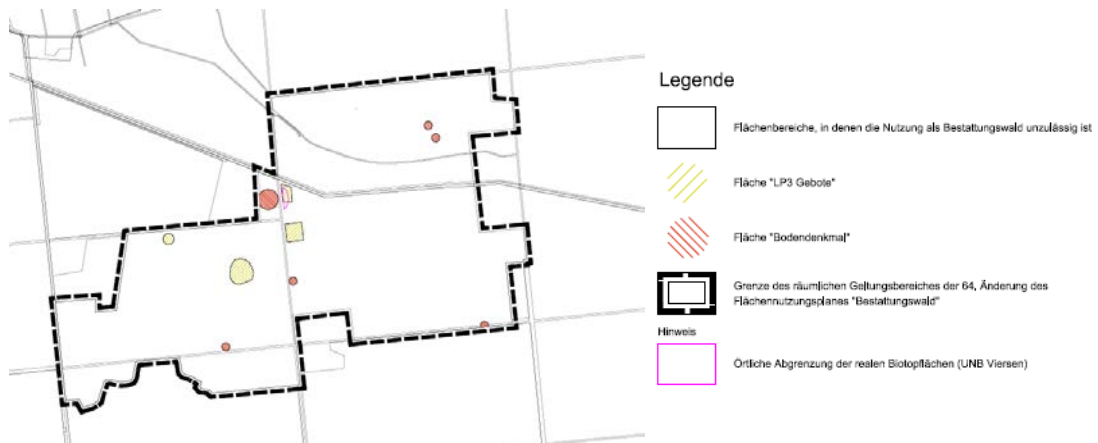 Legende
Flächenbereiche, in denen die Nutzung als Bestattungswald unzulässig ist
Fläche "LP3 Gebote"
Fläche "Bodendenkmal"
Grenze des räumlichen Geltungsbereiches der 64. Änderung des
Flächennutzungsplanes "Bestattungswald"
Hinweis
Örtliche Abgrenzung der realen Biotopflächen (UNB Viersen)